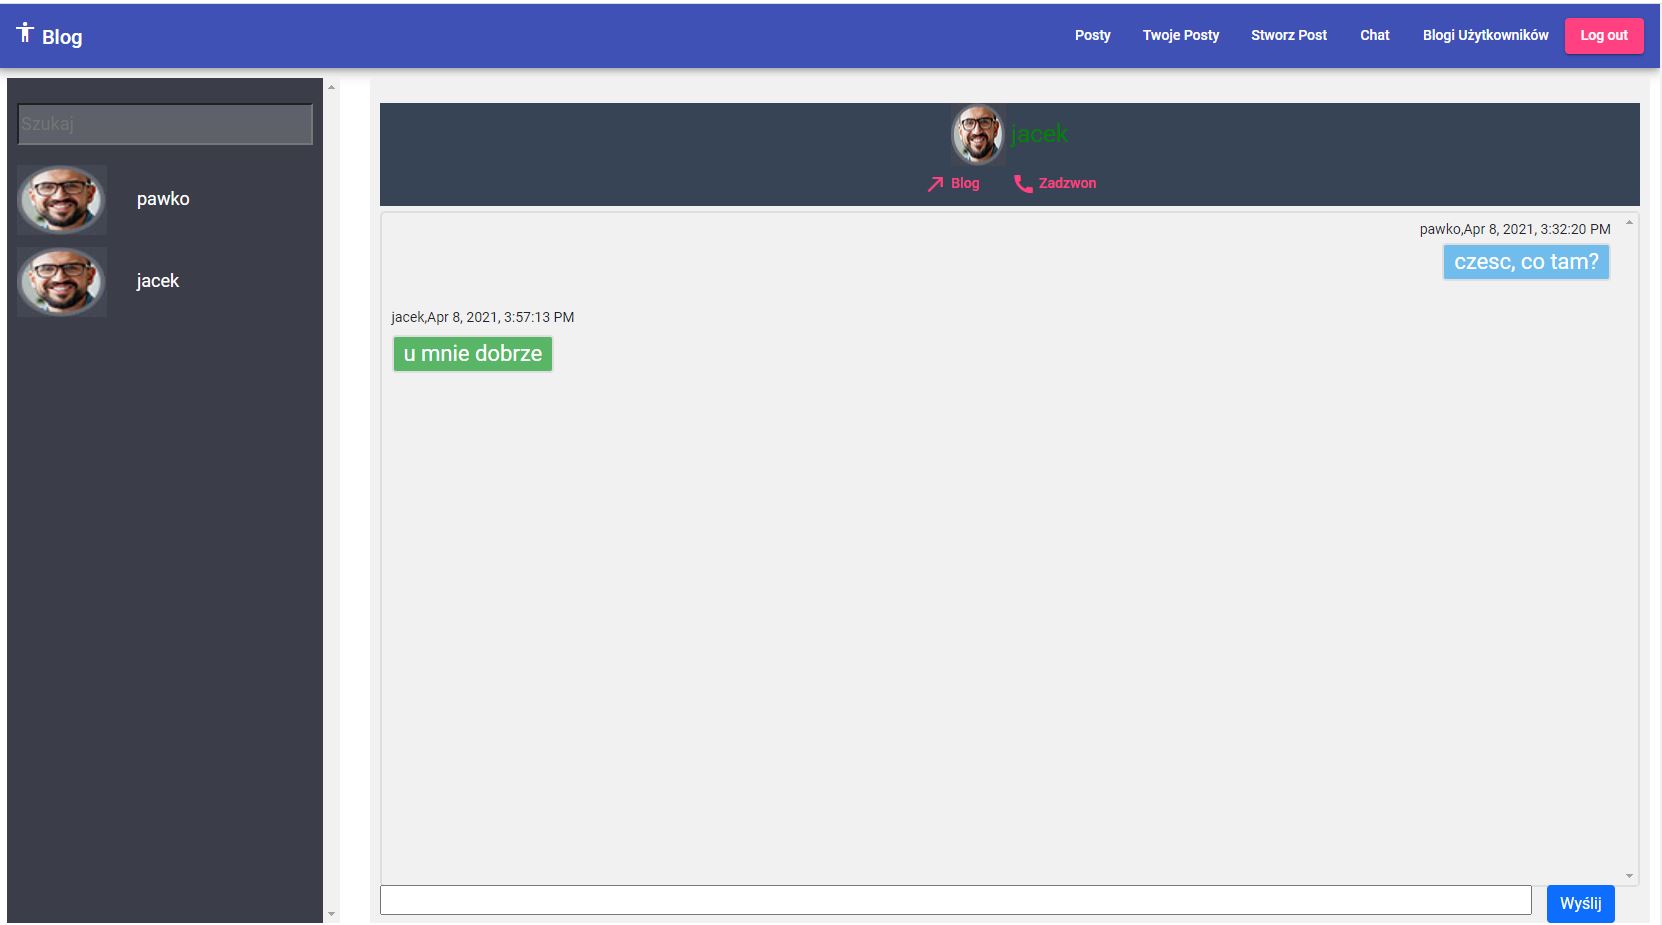 Blog
Posty Twoje Posty Stworz Post Chat Blogi Użytkowników Log out
Szukaj
pawko
jacek
jacek
Blog Zadzwon
pawko,Apr 8, 2021, 3:32:20 PM
czesc, co tam?
jacek,Apr 8, 2021, 3:57:13 PM
u mnie dobrze
Wyślij